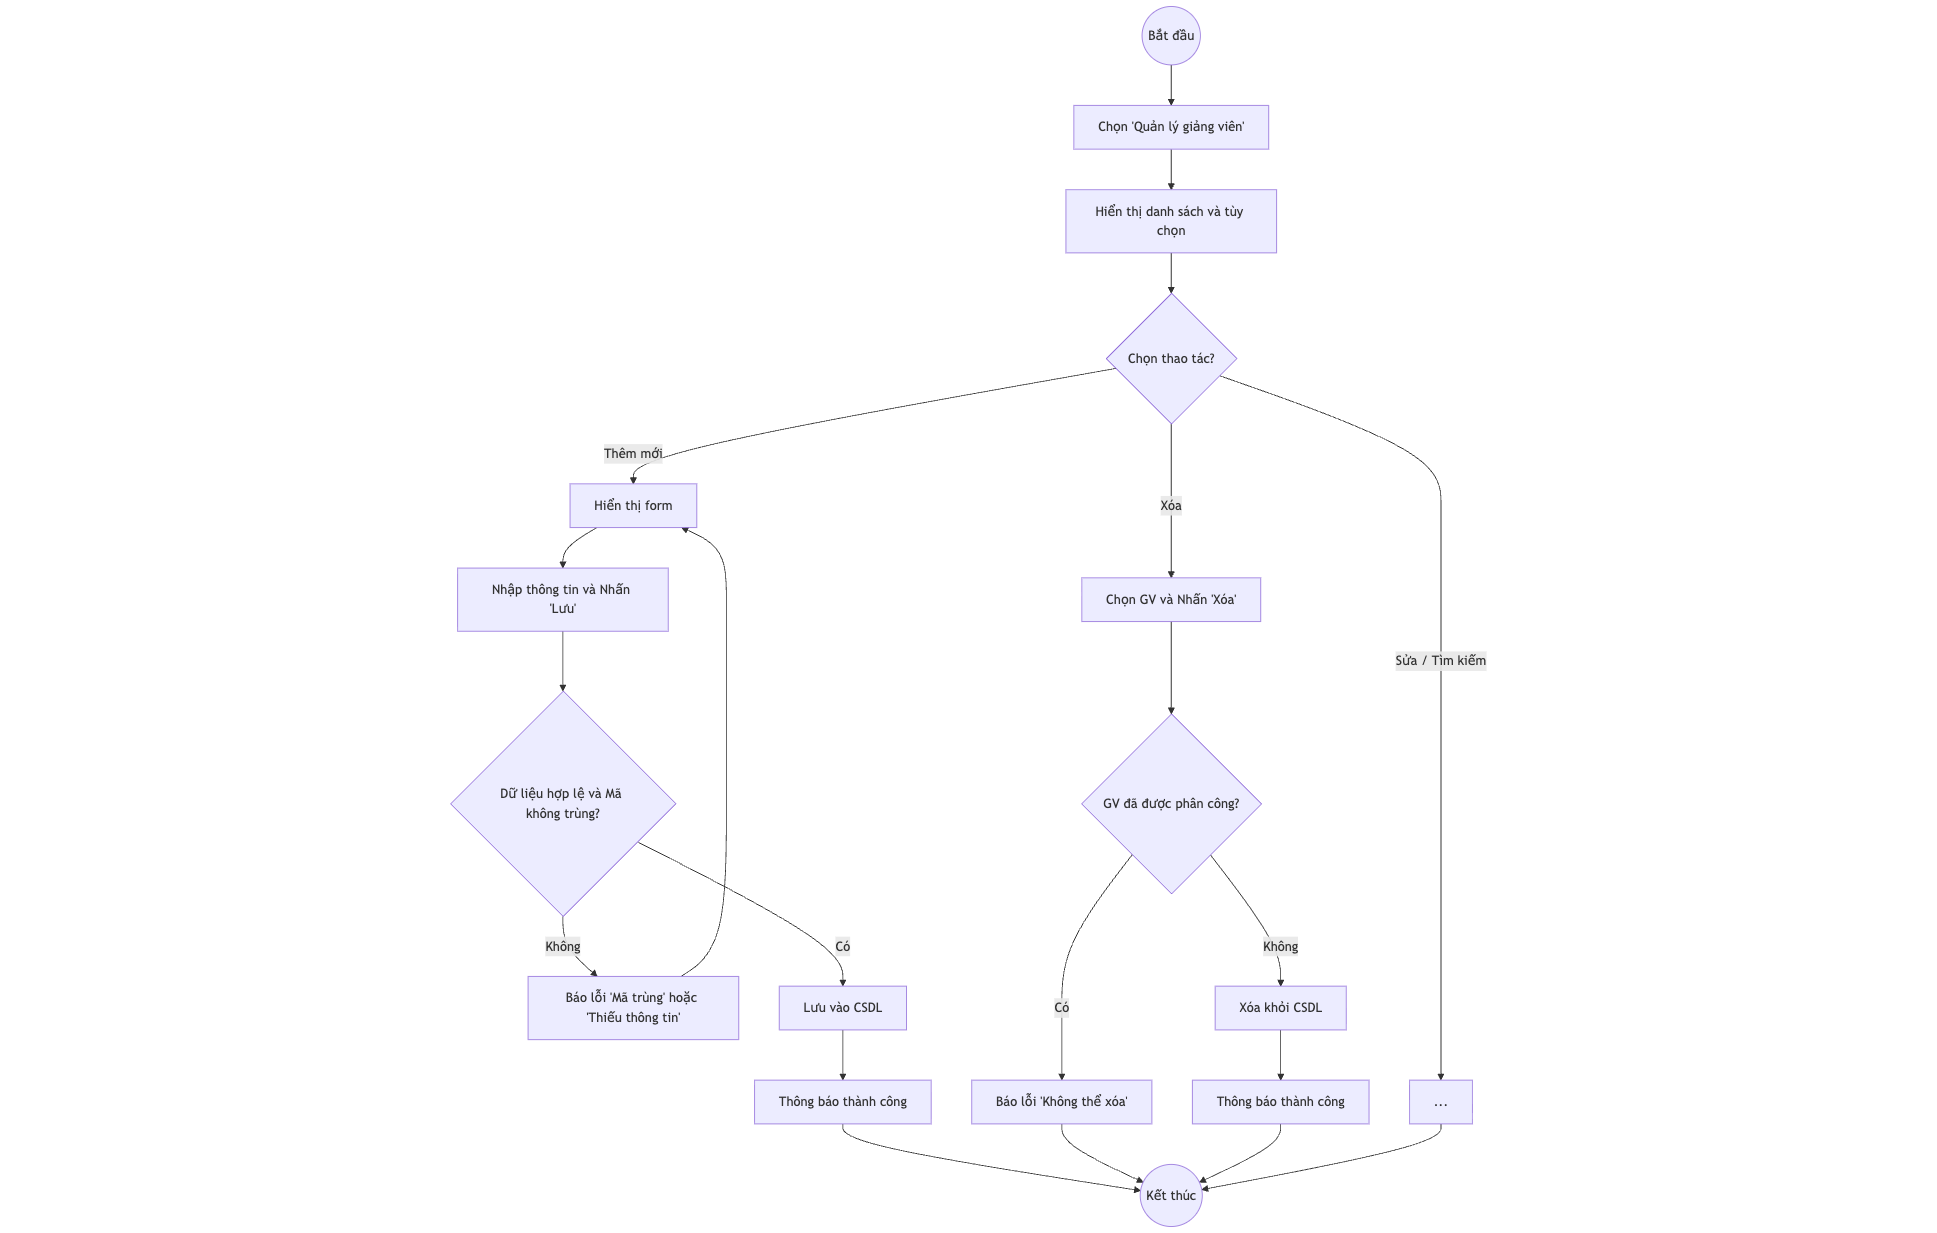 Bắt đầu
Chọn 'Quản lý giảng viên'
Hiển thị danh sách và tùy
chọn
Chọn thao tác?
Thêm mới
Hiển thị form
Xóa
Nhập thông tin và Nhấn
'Lưu'
Chọn GV và Nhấn 'Xóa'
Sửa / Tìm kiếm
Dữ liệu hợp lệ và Mã
không trùng?
GV đã được phân công?
Không
Có
Không
Báo lỗi 'Mã trùng' hoặc
'Thiếu thông tin'
Lưu vào CSDL
Có
Xóa khỏi CSDL
Thông báo thành công
Báo lỗi 'Không thể xóa'
Thông báo thành công
...
Kết thúc